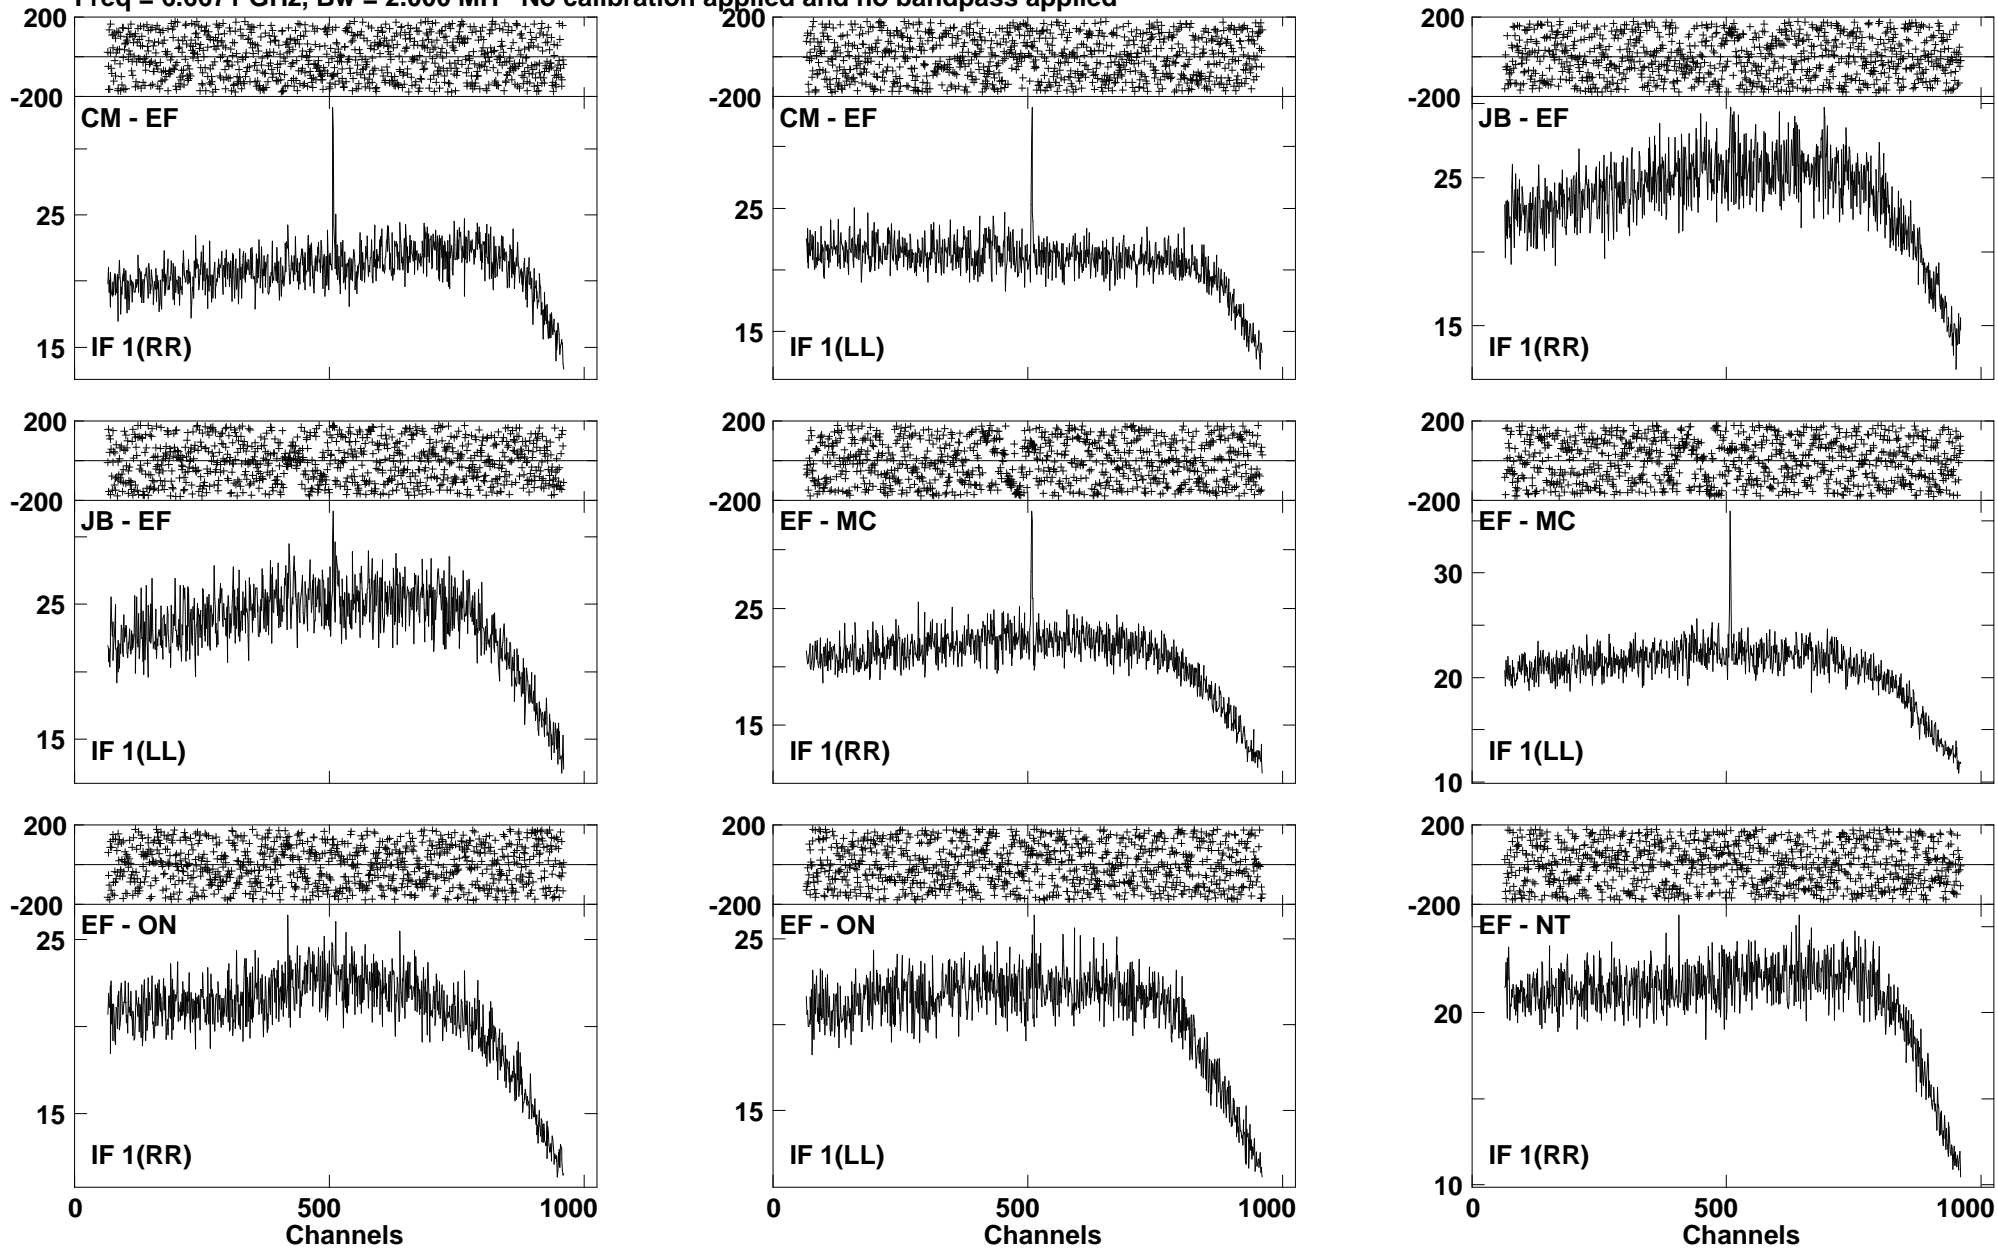 Freq = 6.6671 GHz, Bw = 2.000 MH No calibration applied and no bandpass applied
200
-200
CM - EF
25
15
IF 1(RR)
200
-200
CM - EF
25
15
IF 1(LL)
200
-200
JB - EF
25
15
IF 1(RR)
200
-200
JB - EF
25
15
IF 1(LL)
200
-200
EF - MC
25
15
IF 1(RR)
200
-200
EF - MC
30
20
10
IF 1(LL)
200
-200
EF - ON
25
15
IF 1(RR)
0 500 1000
Channels
200
-200
EF - ON
25
15
IF 1(LL)
0 500 1000
Channels
200
-200
EF - NT
20
10
IF 1(RR)
0 500 1000
Channels